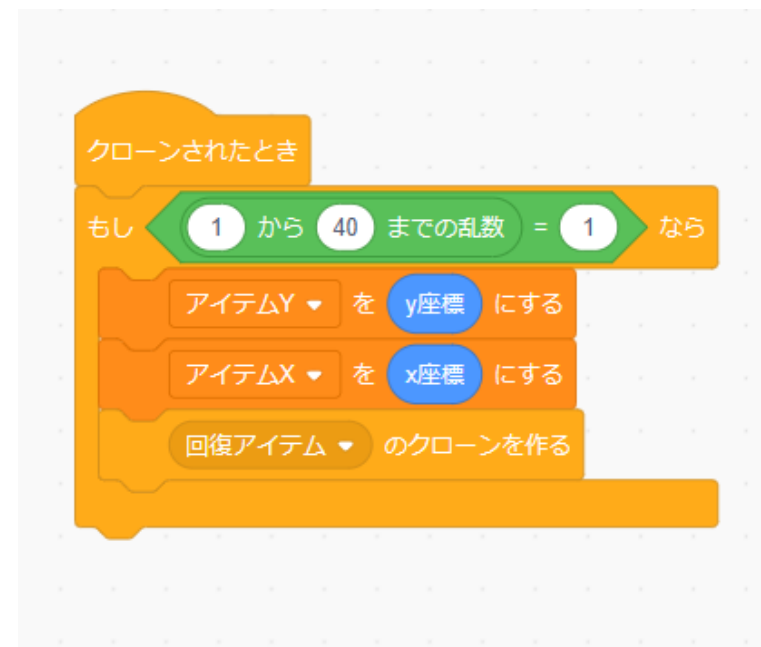 クローンされたとき
もし 1 から 40 までの乱数 = 1 なら
アイテムY を y座標 にする
アイテムX を x座標 にする
回復アイテム のクローンを作る